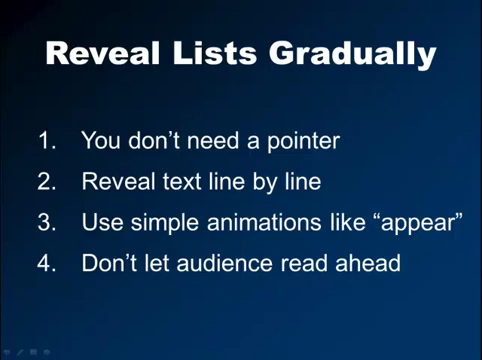 Reveal Lists Gradually
1. You don't need a pointer
2. Reveal text line by line
3. Use simple animations like “appear”
4. Don't let audience read ahead